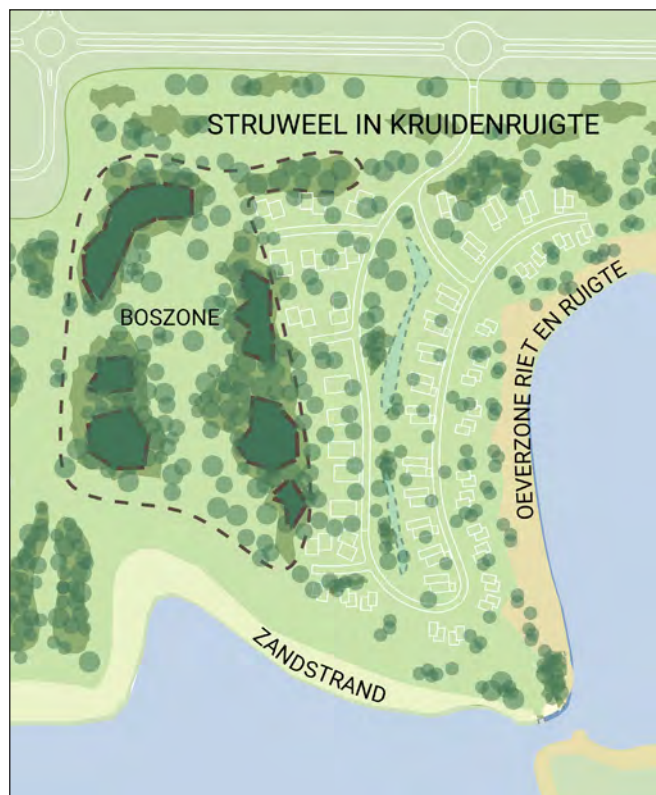 STRUWEEL IN KRUIDENRUIGTE
BOSZONE
OEVERZONE RIET EN RUIGTE
ZANDSTRAND